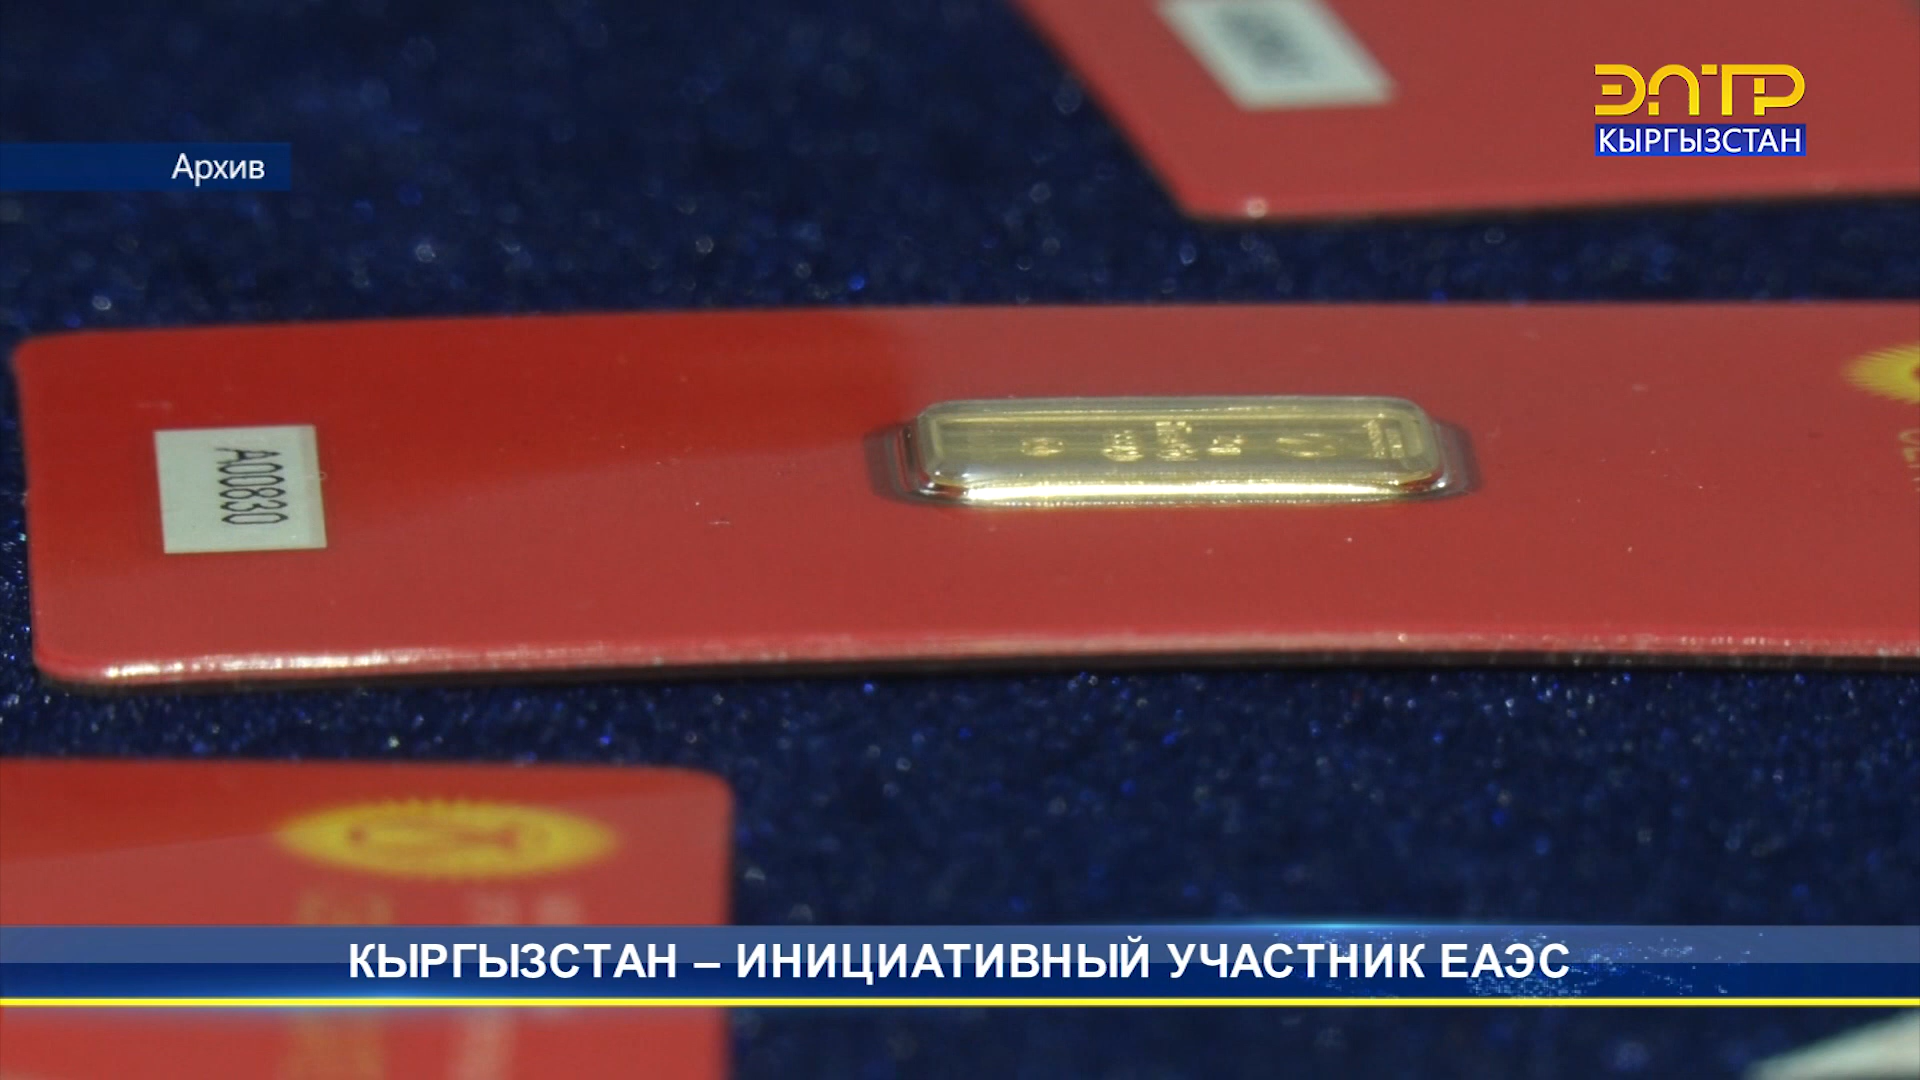 ЭЛТР
КЫРГЫЗСТАН
Архив
A00830
КЫРГЫЗСТАН – ИНИЦИАТИВНЫЙ УЧАСТНИК ЕАЭС